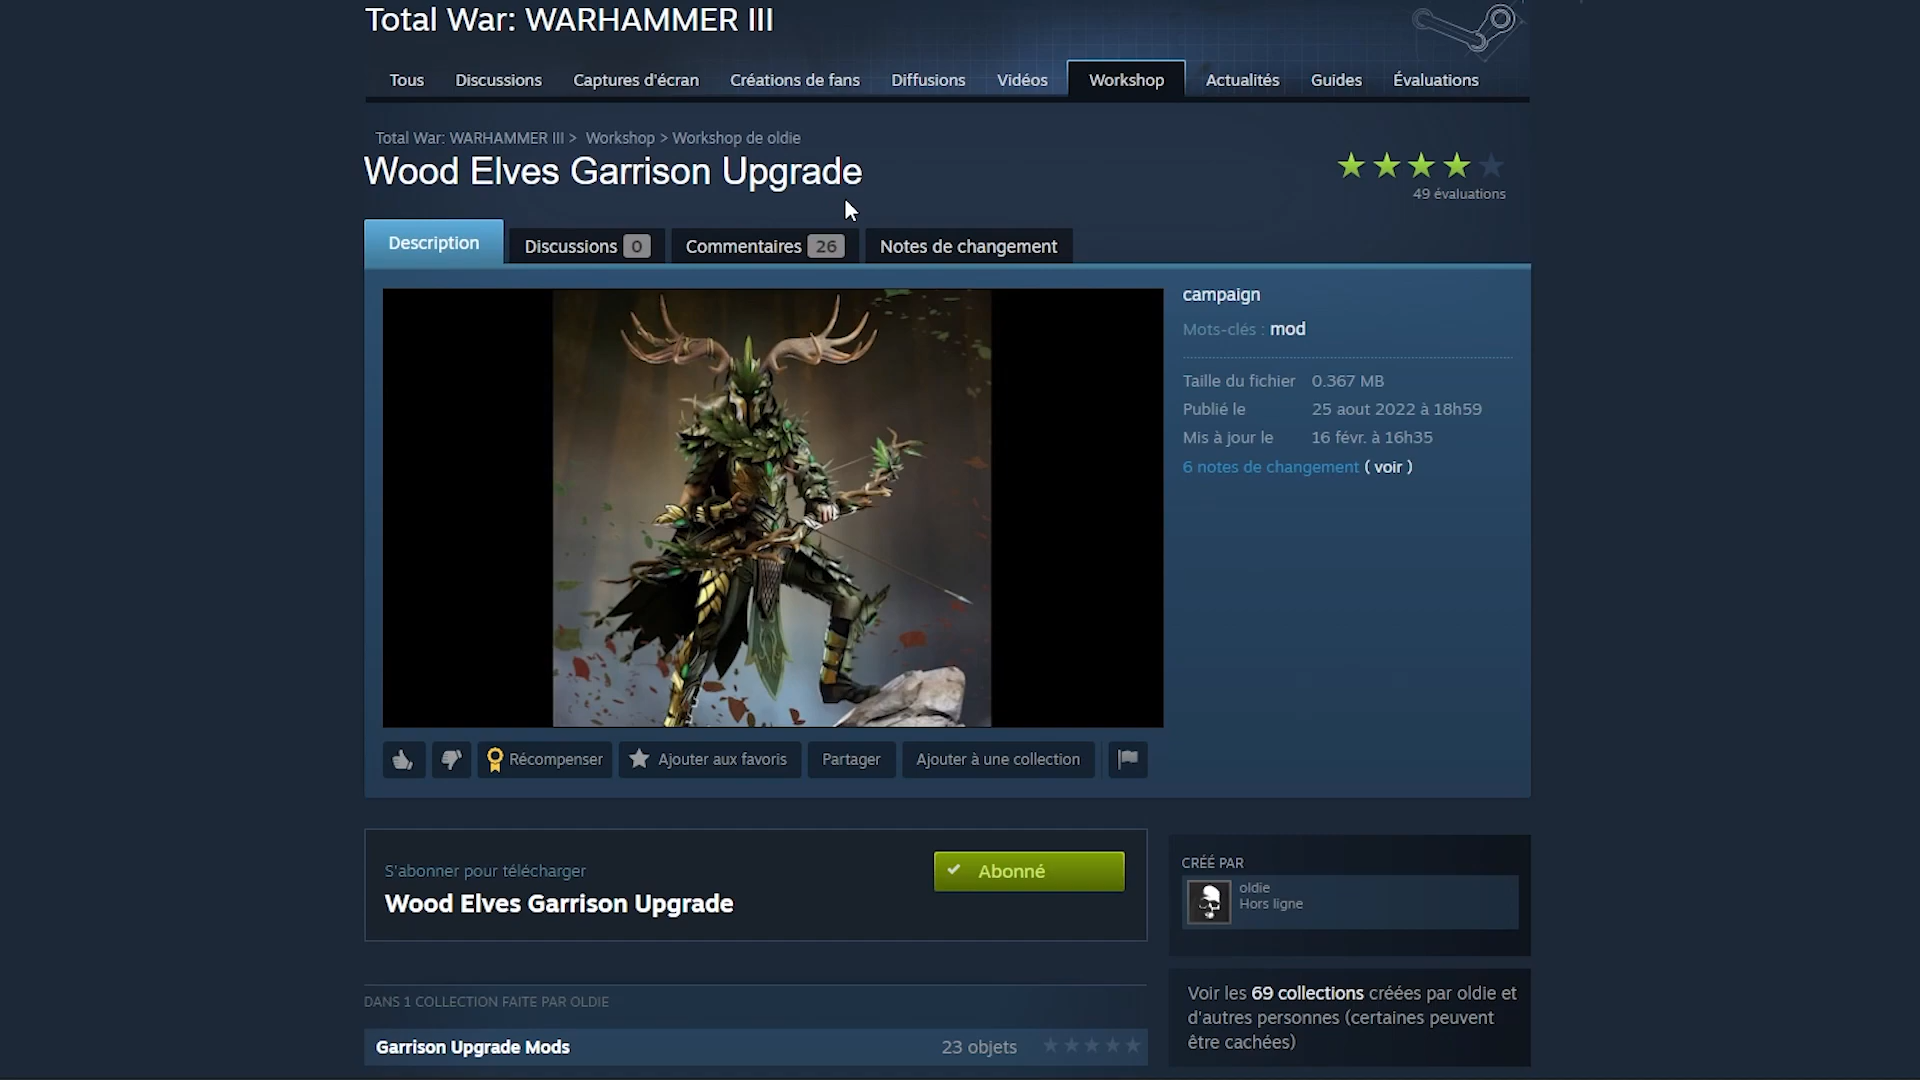 Total War: WARHAMMER III
Tous Discussions Captures d'écran Créations de fans Diffusions Vidéos Workshop Actualités Guides Évaluations
Total War: WARHAMMER III > Workshop > Workshop de oldie
Wood Elves Garrison Upgrade
49 évaluations
Description Discussions 0 Commentaires 26 Notes de changement
campaign
Mots-clés : mod
Taille du fichier 0.367 MB
Publié le 25 aout 2022 à 18h59
Mis à jour le 16 févr. à 16h35
6 notes de changement ( voir )
Récompenser Ajouter aux favoris Partager Ajouter à une collection
S'abonner pour télécharger
Wood Elves Garrison Upgrade
Abonné
CRÉÉ PAR
oldie
Hors ligne
DANS 1 COLLECTION FAITE PAR OLDIE
Garrison Upgrade Mods 23 objets
Voir les 69 collections créées par oldie et
d'autres personnes (certaines peuvent
être cachées)